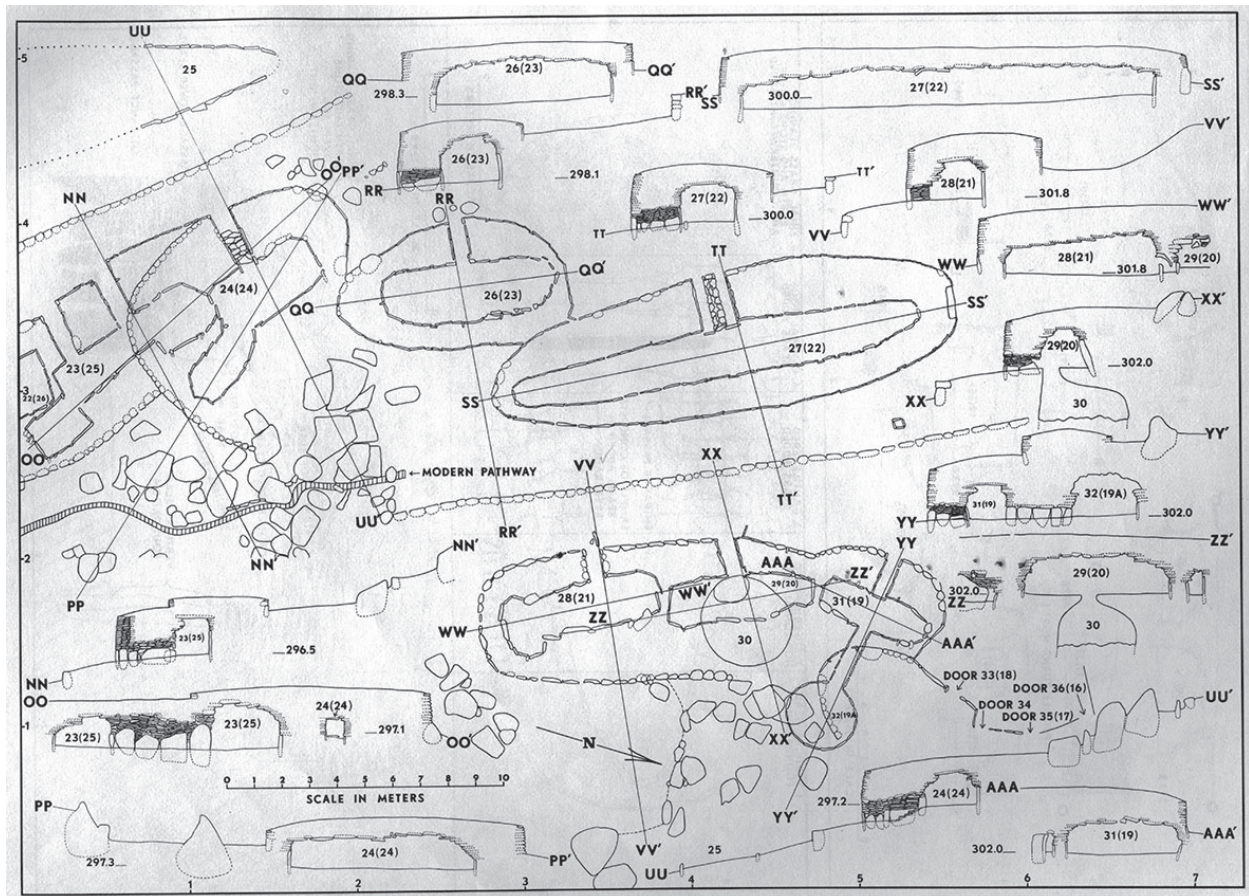 UU
-5
25
QQ
298.3
26(23)
QQ'
RR'
SS
300.0
27(22)
SS'
VV'
NN
OO'
PP'
RR
26(23)
298.1
RR
27(22)
300.0
TT
TT'
TT
28(21)
301.8
VV
WW'
-4
24(24)
QQ
QQ'
26(23)
WW
28(21)
301.8
29(20)
XX'
SS'
27(22)
29(20)
302.0
23(25)
22(26)
-3
SS
XX
30
YY'
OO
MODERN PATHWAY
VV
XX
TT'
UU'
31(19)
32(19A)
302.0
YY
RR'
ZZ'
-2
NN'
NN'
PP
AAA
ZZ'
YY
29(20)
302.0
ZZ
28(21)
WW'
29(20)
31(19)
ZZ
WW
30
30
AAA'
23(25)
296.5
NN
OO
DOOR 33(18)
DOOR 36(16)
DOOR 34
DOOR 35(17)
UU'
-1
23(25)
23(25)
24(24)
297.1
OO'
N
32(19A)
XX'
0 1 2 3 4 5 6 7 8 9 10
SCALE IN METERS
PP
297.3
24(24)
PP'
VV'
YY'
25
UU
297.2
24(24)
AAA
302.0
31(19)
AAA'
1 2 3 4 5 6 7